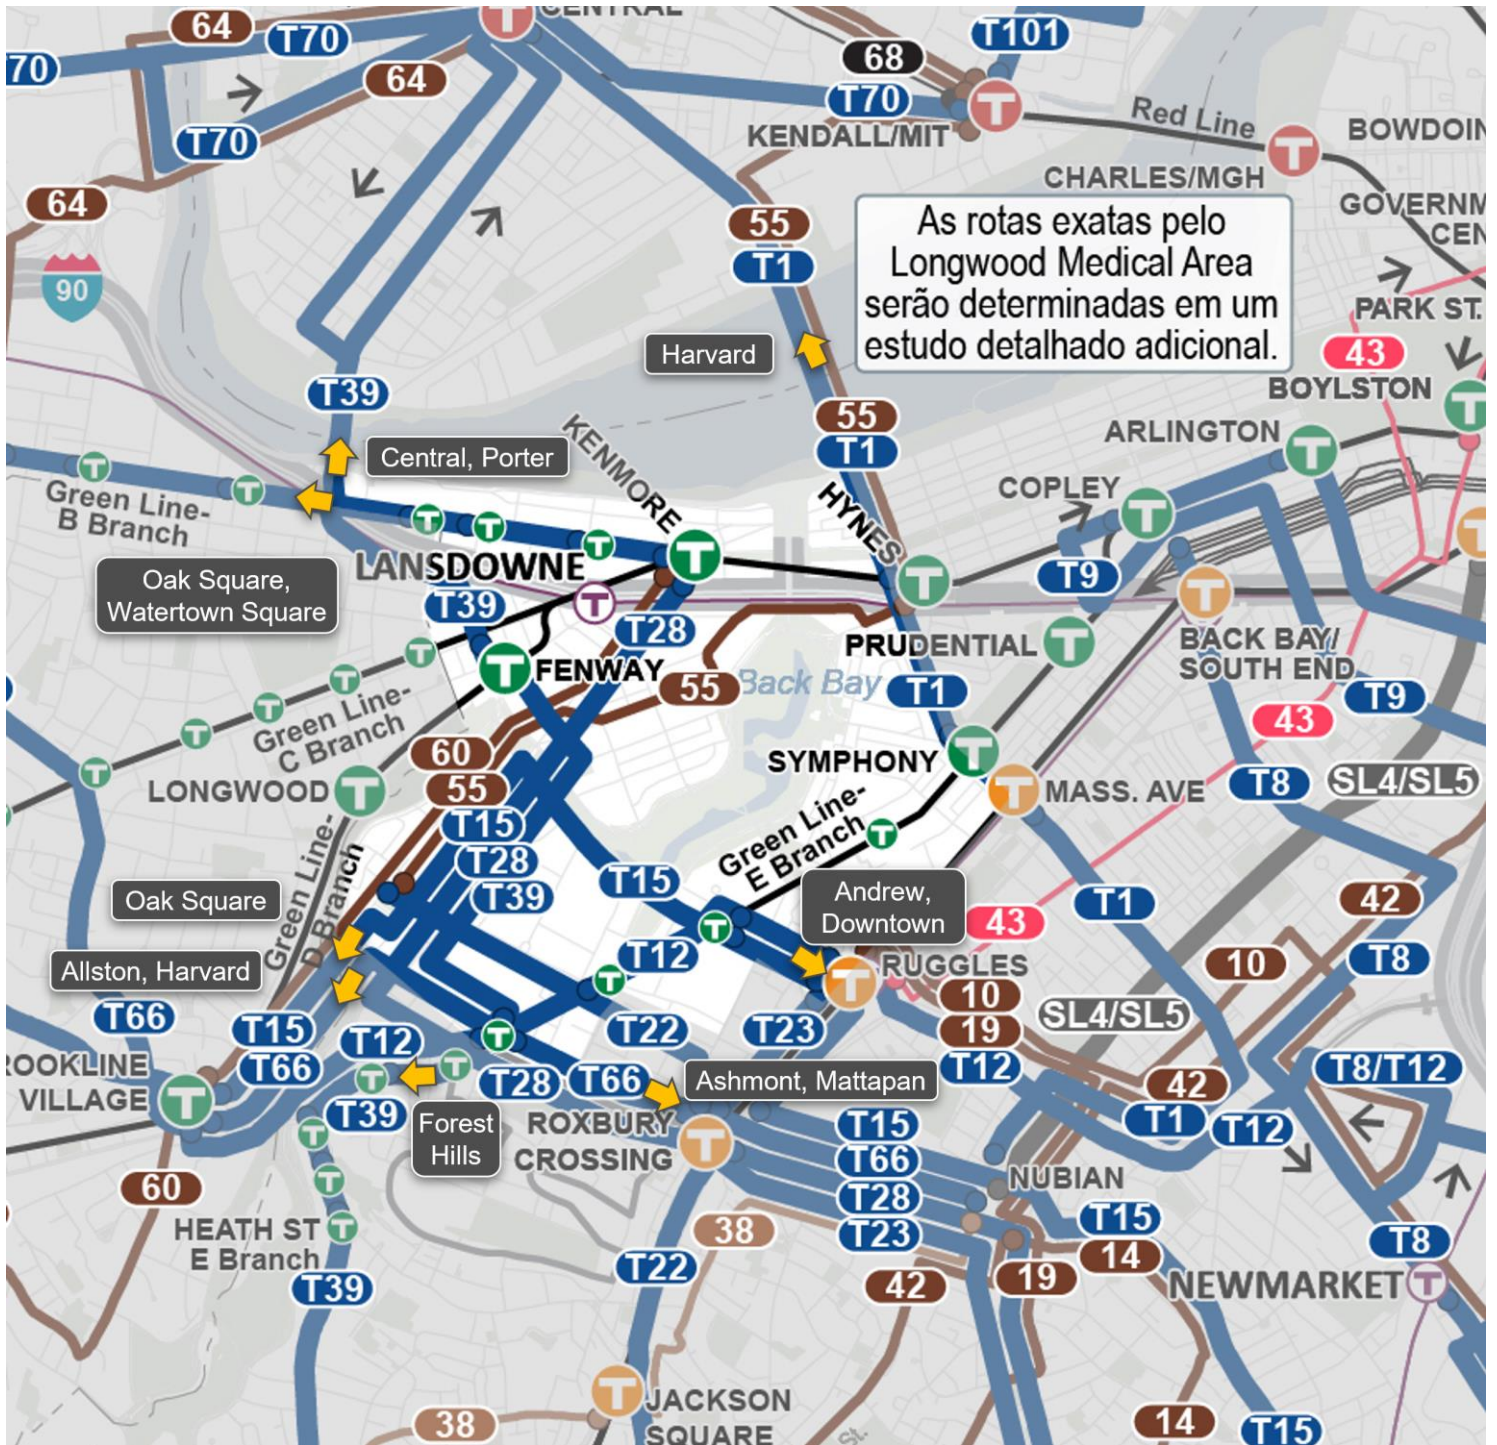 64
T70
CENTRAL
T101
70
68
64
T70
T70
KENDALL/MIT
Red Line
BOWDOIN
CHARLES/MGH
64
55
T1
As rotas exatas pelo
Longwood Medical Area
serão determinadas em um
estudo detalhado adicional.
GOVERNM
CEN
90
PARK ST.
43
Harvard
T39
55
T1
BOYLSTON
ARLINGTON
Central, Porter
KENMORE
HYNES
COPLEY
Green Line-
B Branch
LANSDOWNE
Oak Square,
Watertown Square
T39
T28
T9
PRUDENTIAL
BACK BAY/
SOUTH END
FENWAY
55
Back Bay
T1
T9
43
Green Line-
C Branch
60
55
SYMPHONY
LONGWOOD
MASS. AVE
T8
SL4/SL5
T15
T28
T39
Green Line-
E Branch
T15
Green Line-
D Branch
Oak Square
Andrew,
Downtown
43
T1
42
Allston, Harvard
T12
RUGGLES
10
T8
10
T66
T15
T12
T22
T23
19
SL4/SL5
T66
T12
T8/T12
ROOKLINE
VILLAGE
T28
T66
Ashmont, Mattapan
42
T39
Forest
Hills
ROXBURY
CROSSING
T15
T66
T28
T23
T1
T12
60
NUBIAN
T15
HEATH ST
E Branch
38
T22
14
T8
T39
42
19
NEWMARKET
JACKSON
SQUARE
38
St.
14
T15